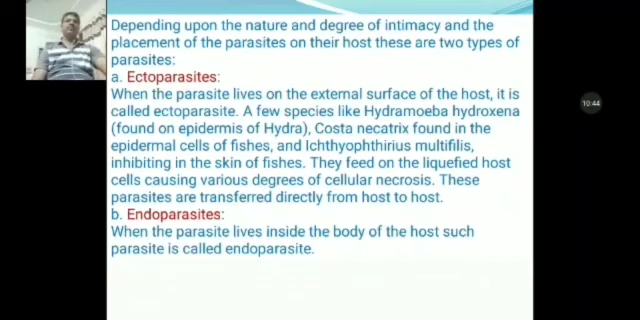 Depending upon the nature and degree of intimacy and the
placement of the parasites on their host these are two types of
parasites:
a. Ectoparasites:
When the parasite lives on the external surface of the host, it is
called ectoparasite. A few species like Hydramoeba hydroxena
(found on epidermis of Hydra), Costa necatrix found in the
epidermal cells of fishes, and Ichthyophthirius multifilis,
inhibiting in the skin of fishes. They feed on the liquefied host
cells causing various degrees of cellular necrosis. These
parasites are transferred directly from host to host.
b. Endoparasites:
When the parasite lives inside the body of the host such
parasite is called endoparasite.
10:44